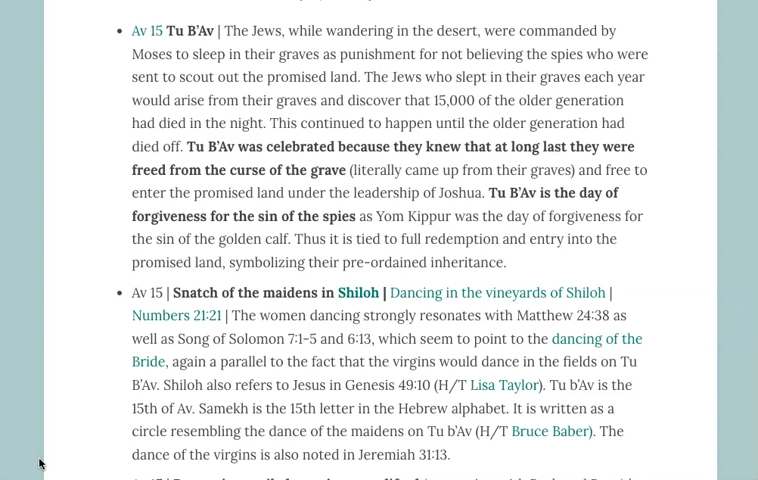 Av 15 Tu B'Av | The Jews, while wandering in the desert, were commanded by
Moses to sleep in their graves as punishment for not believing the spies who were
sent to scout out the promised land. The Jews who slept in their graves each year
would arise from their graves and discover that 15,000 of the older generation
had died in the night. This continued to happen until the older generation had
died off. Tu B'Av was celebrated because they knew that at long last they were
freed from the curse of the grave (literally came up from their graves) and free to
enter the promised land under the leadership of Joshua. Tu B'Av is the day of
forgiveness for the sin of the spies as Yom Kippur was the day of forgiveness for
the sin of the golden calf. Thus it is tied to full redemption and entry into the
promised land, symbolizing their pre-ordained inheritance.
Av 15 | Snatch of the maidens in Shiloh | Dancing in the vineyards of Shiloh |
Numbers 21:21 | The women dancing strongly resonates with Matthew 24:38 as
well as Song of Solomon 7:1-5 and 6:13, which seem to point to the dancing of the
Bride, again a parallel to the fact that the virgins would dance in the fields on Tu
B'Av. Shiloh also refers to Jesus in Genesis 49:10 (H/T Lisa Taylor). Tu b'Av is the
15th of Av. Samekh is the 15th letter in the Hebrew alphabet. It is written as a
circle resembling the dance of the maidens on Tu b'Av (H/T Bruce Baber). The
dance of the virgins is also noted in Jeremiah 31:13.